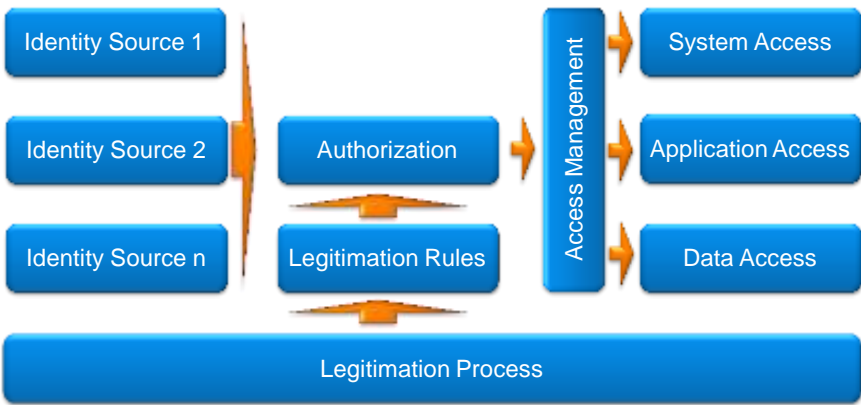 Identity Source 1
Identity Source 2
Identity Source n
Authorization
Legitimation Rules
Access Management
System Access
Application Access
Data Access
Legitimation Process